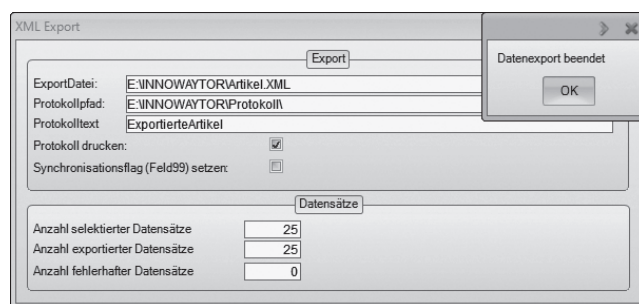 XML Export
Export
ExportDatei: E:\INNOWAYTOR\Artikel.XML
Protokollpfad: E:\INNOWAYTOR\Protokoll\
Protokolltext ExportierteArtikel
Protokoll drucken:
Synchronisationsflag (Feld99) setzen:
Datensätze
Anzahl selektierter Datensätze 25
Anzahl exportierter Datensätze 25
Anzahl fehlerhafter Datensätze 0
Datenexport beendet
OK